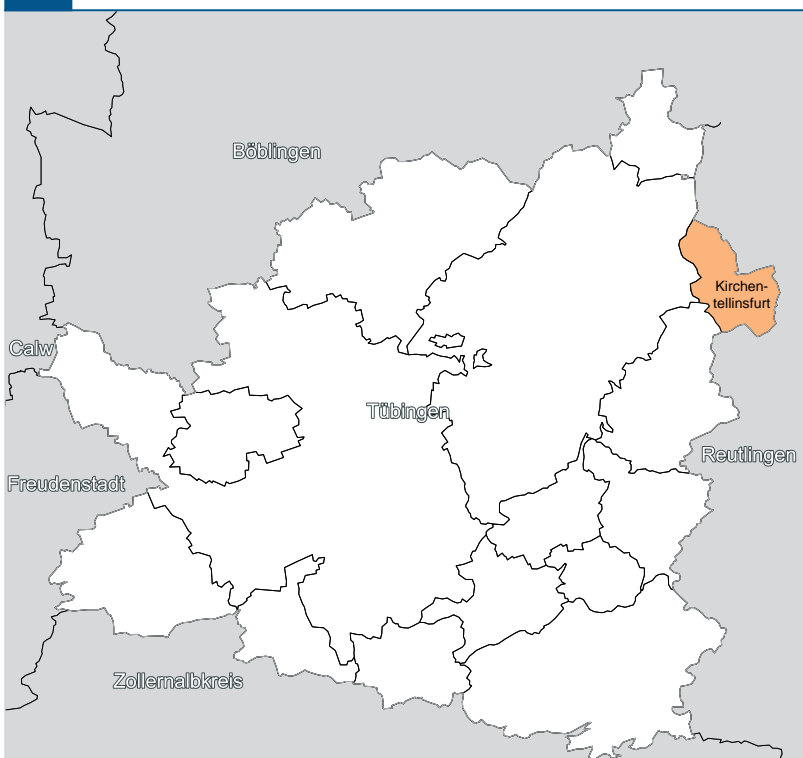 Böblingen
Kirchen-
tellinsfurt
Calw
Tübingen
Reutlingen
Freudenstadt
Zollernalbkreis